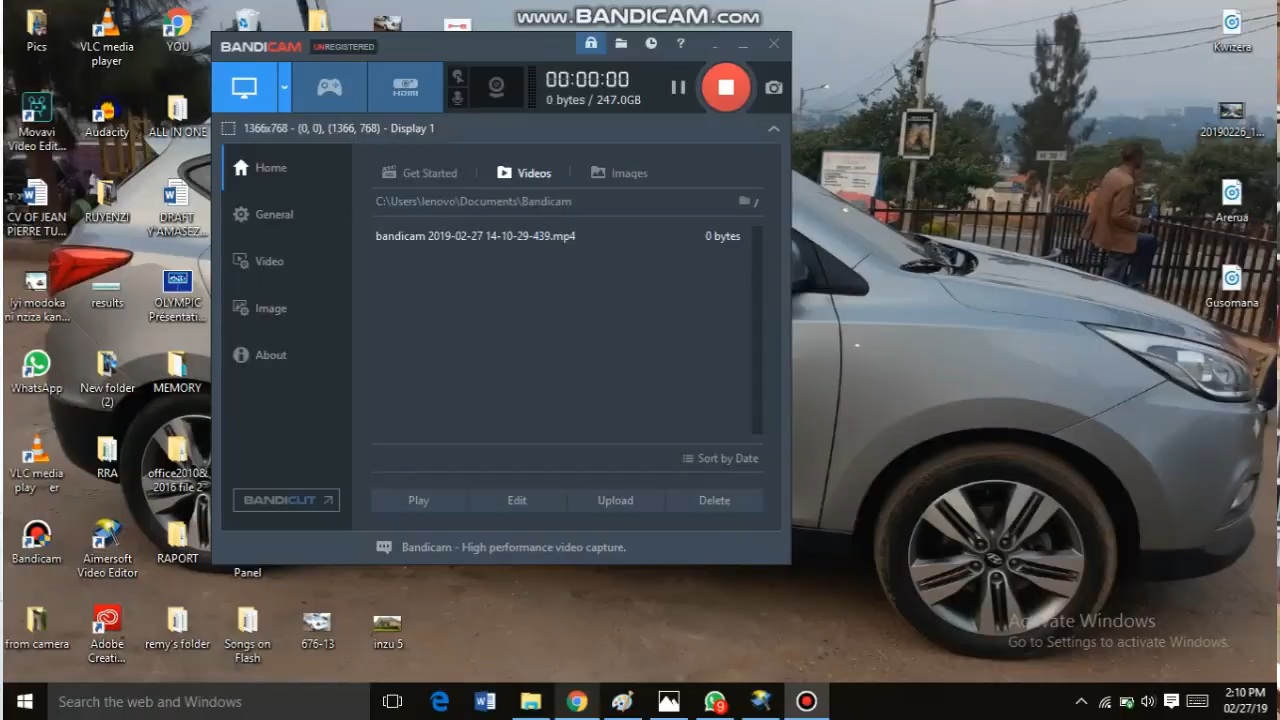 www.BANDICAM.com
Pics
VLC media
player
YOU
Movavi
Video Edit...
Audacity
ALL IN ONE
CV OF JEAN
PIERRE TU...
RUYENZI
DRAFT
Y'AMASEZ...
Iyi modoka
ni nziza kan...
results
OLYMPIC
Présentati...
WhatsApp
New folder
(2)
MEMORY
VLC media
play er
RRA
office2010&
2016 file 2
Bandicam
Aimersoft
Video Editor
RAPORT
Panel
from camera
Adobe
Creati...
remy's folder
Songs on
Flash
676-13
inzu 5
BANDICAM UNREGISTERED
HDMI
00:00:00
0 bytes / 247.0GB
1366x768 - (0, 0), (1366, 768) - Display 1
Home
General
Video
Image
About
BANDICUT
Get Started
Videos
Images
C:\Users\lenovo\Documents\Bandicam
bandicam 2019-02-27 14-10-29-439.mp4 0 bytes
Sort by Date
Play Edit Upload Delete
Bandicam - High performance video capture.
Kwizera
20190226_1...
Arerua
Gusomana
Activate Windows
Go to Settings to activate Windows.
Search the web and Windows
9
2:10 PM
02/27/19